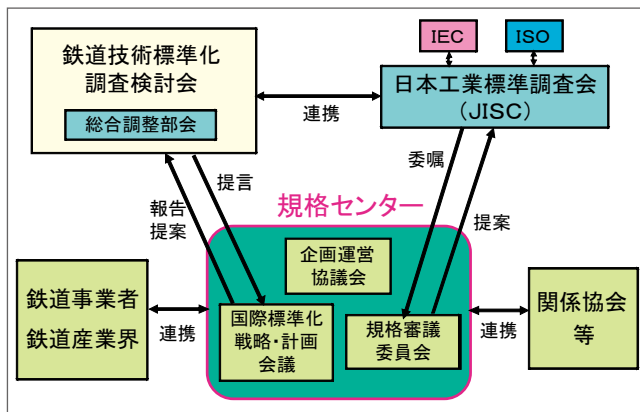 IEC
ISO
鉄道技術標準化
調査検討会
総合調整部会
連携
日本工業標準調査会
(JISC)
委嘱
提言
報告
提案
規格センター
提案
企画運営
協議会
鉄道事業者
鉄道産業界
連携
国際標準化
戦略・計画
会議
規格審議
委員会
連携
関係協会
等